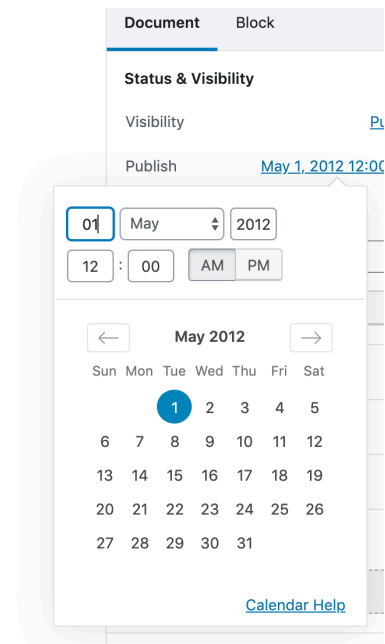 Document Block
Status & Visibility
Visibility
Publish May 1, 2012 12:00
01 May 2012
12 : 00 AM PM
May 2012
Sun Mon Tue Wed Thu Fri Sat
1 2 3 4 5
6 7 8 9 10 11 12
13 14 15 16 17 18 19
20 21 22 23 24 25 26
27 28 29 30 31
Calendar Help